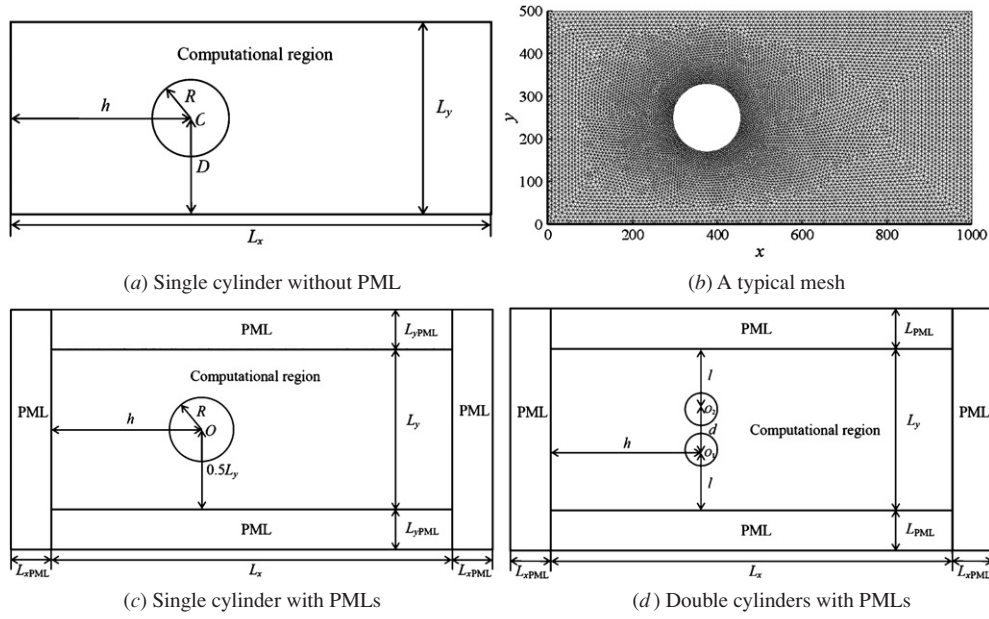 Computational region
h
R
C
D
L_y
L_x
(a) Single cylinder without PML
500
400
300
200
100
0
y
0 200 400 600 800 1000
x
(b) A typical mesh
PML
L_yPML
Computational region
PML
PML
h
R
O
L_y
0.5L_y
PML
L_yPML
L_xPML L_x L_xPML
(c) Single cylinder with PMLs
PML
L_PML
l
PML
PML
O_2
d
Computational region
L_y
h
O_1
l
PML
L_PML
L_xPML L_x L_xPML
(d) Double cylinders with PMLs